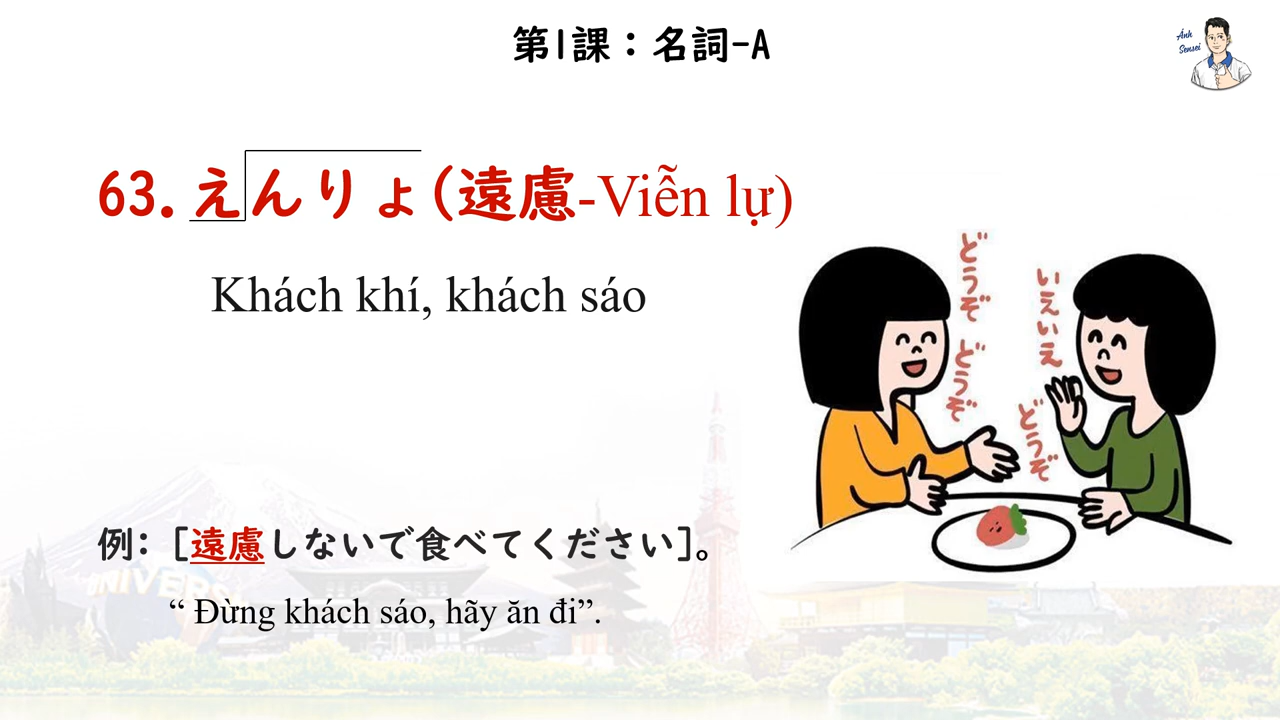 第1課：名詞-A
Ánh
Sensei
63.えんりょ(遠慮-Viễn lự)
Khách khí, khách sáo
どうぞ
どうぞ
いえいえ
どうぞ
例: [遠慮しないで食べてください]。
“ Đừng khách sáo, hãy ăn đi”.
UNIVERS